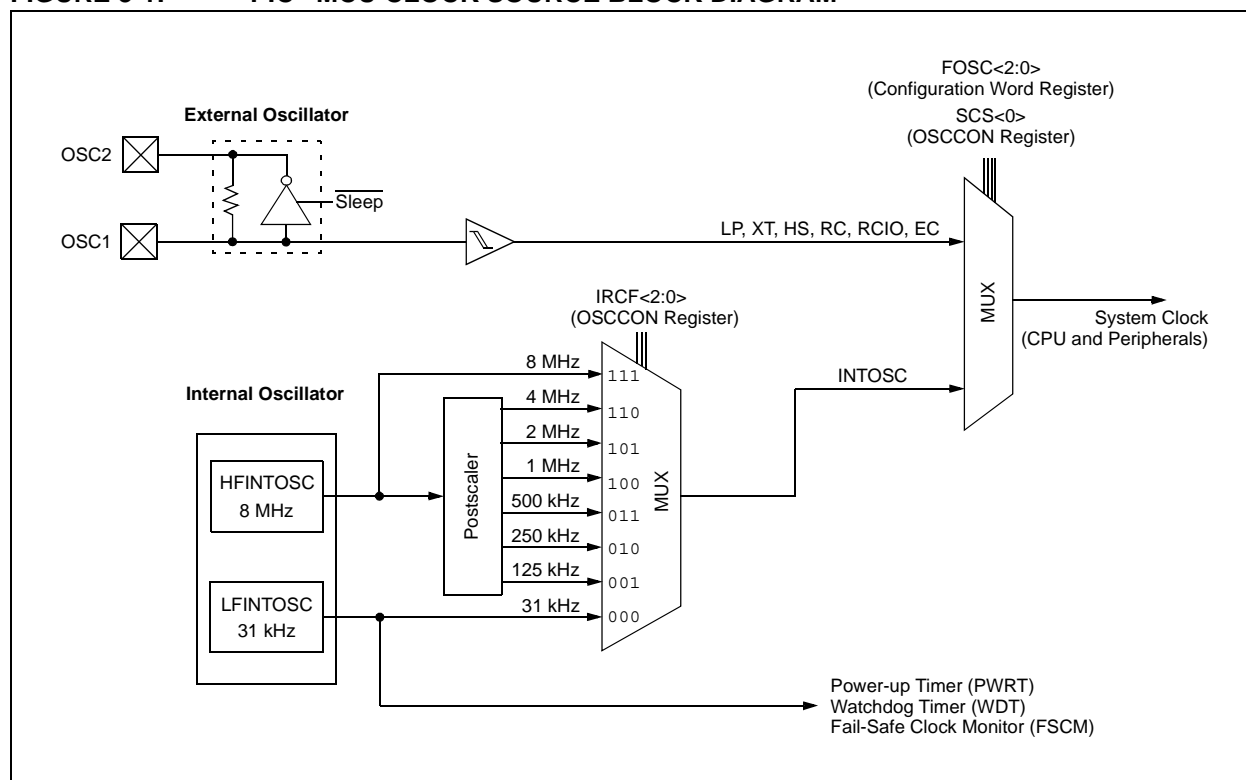 FOSC<2:0>
(Configuration Word Register)
SCS<0>
(OSCCON Register)
External Oscillator
OSC2
Sleep
OSC1
LP, XT, HS, RC, RCIO, EC
MUX
System Clock
(CPU and Peripherals)
IRCF<2:0>
(OSCCON Register)
INTOSC
Internal Oscillator
HFINTOSC
8 MHz
LFINTOSC
31 kHz
Postscaler
8 MHz
4 MHz
2 MHz
1 MHz
500 kHz
250 kHz
125 kHz
31 kHz
111
110
101
100
011
010
001
000
MUX
Power-up Timer (PWRT)
Watchdog Timer (WDT)
Fail-Safe Clock Monitor (FSCM)